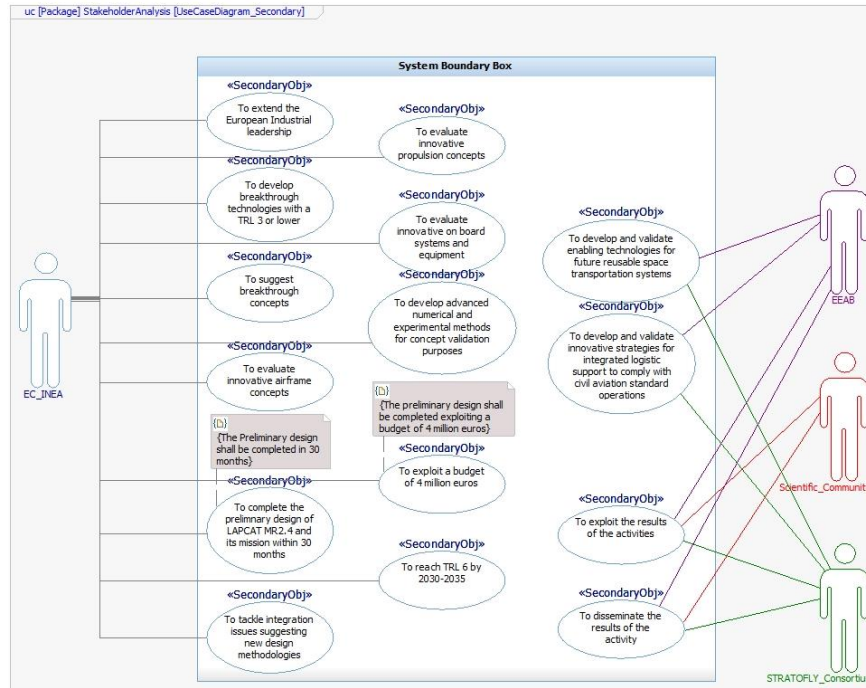 uc [Package] StakeholderAnalysis [UseCaseDiagram_Secondary]
System Boundary Box
«SecondaryObj»
To extend the
European Industrial
leadership
«SecondaryObj»
To evaluate
innovative
propulsion concepts
«SecondaryObj»
To develop
breakthrough
technologies with a
TRL 3 or lower
«SecondaryObj»
To evaluate
innovative on board
systems and
equipment
«SecondaryObj»
To develop and validate
enabling technologies for
future reusable space
transportation systems
EEAB
«SecondaryObj»
To suggest
breakthrough
concepts
«SecondaryObj»
To develop advanced
numerical and
experimental methods
for concept validation
purposes
«SecondaryObj»
To develop and validate
innovative strategies for
integrated logistic
support to comply with
civil aviation standard
operations
EC_INEA
«SecondaryObj»
To evaluate
innovative airframe
concepts
{The preliminary design shall
be completed exploiting a
budget of 4 million euros}
{The Preliminary design
shall be completed in 30
months}
«SecondaryObj»
To exploit a budget
of 4 million euros
Scientific_Communit
«SecondaryObj»
To complete the
prelimnary design of
LAPCAT MR2.4 and
its mission within 30
months
«SecondaryObj»
To exploit the results
of the activities
«SecondaryObj»
To reach TRL 6 by
2030-2035
«SecondaryObj»
To tackle integration
issues suggesting
new design
methodologies
«SecondaryObj»
To disseminate the
results of the
activity
STRATOFLY_Consortiu